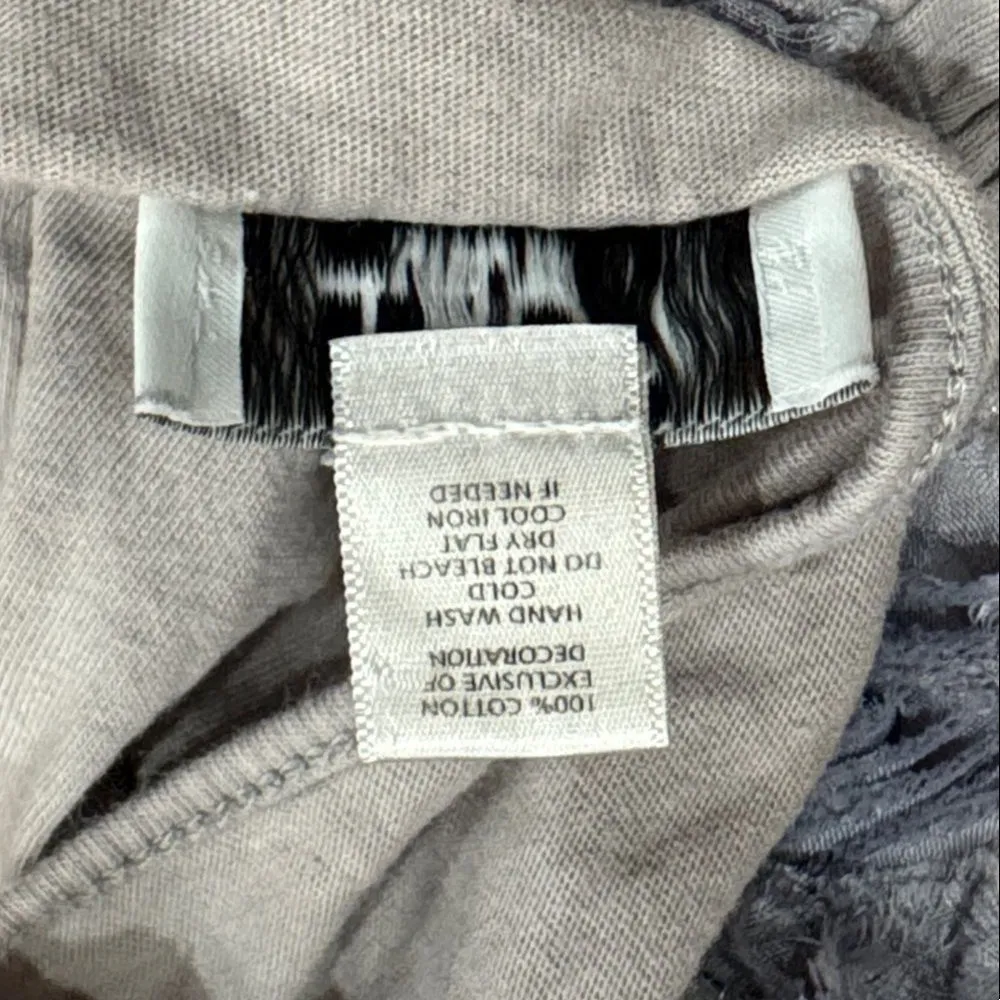 100% COTTON
EXCLUSIVE OF
DECORATION
HAND WASH
COLD
DO NOT BLEACH
DRY FLAT
COOL IRON
IF NEEDED